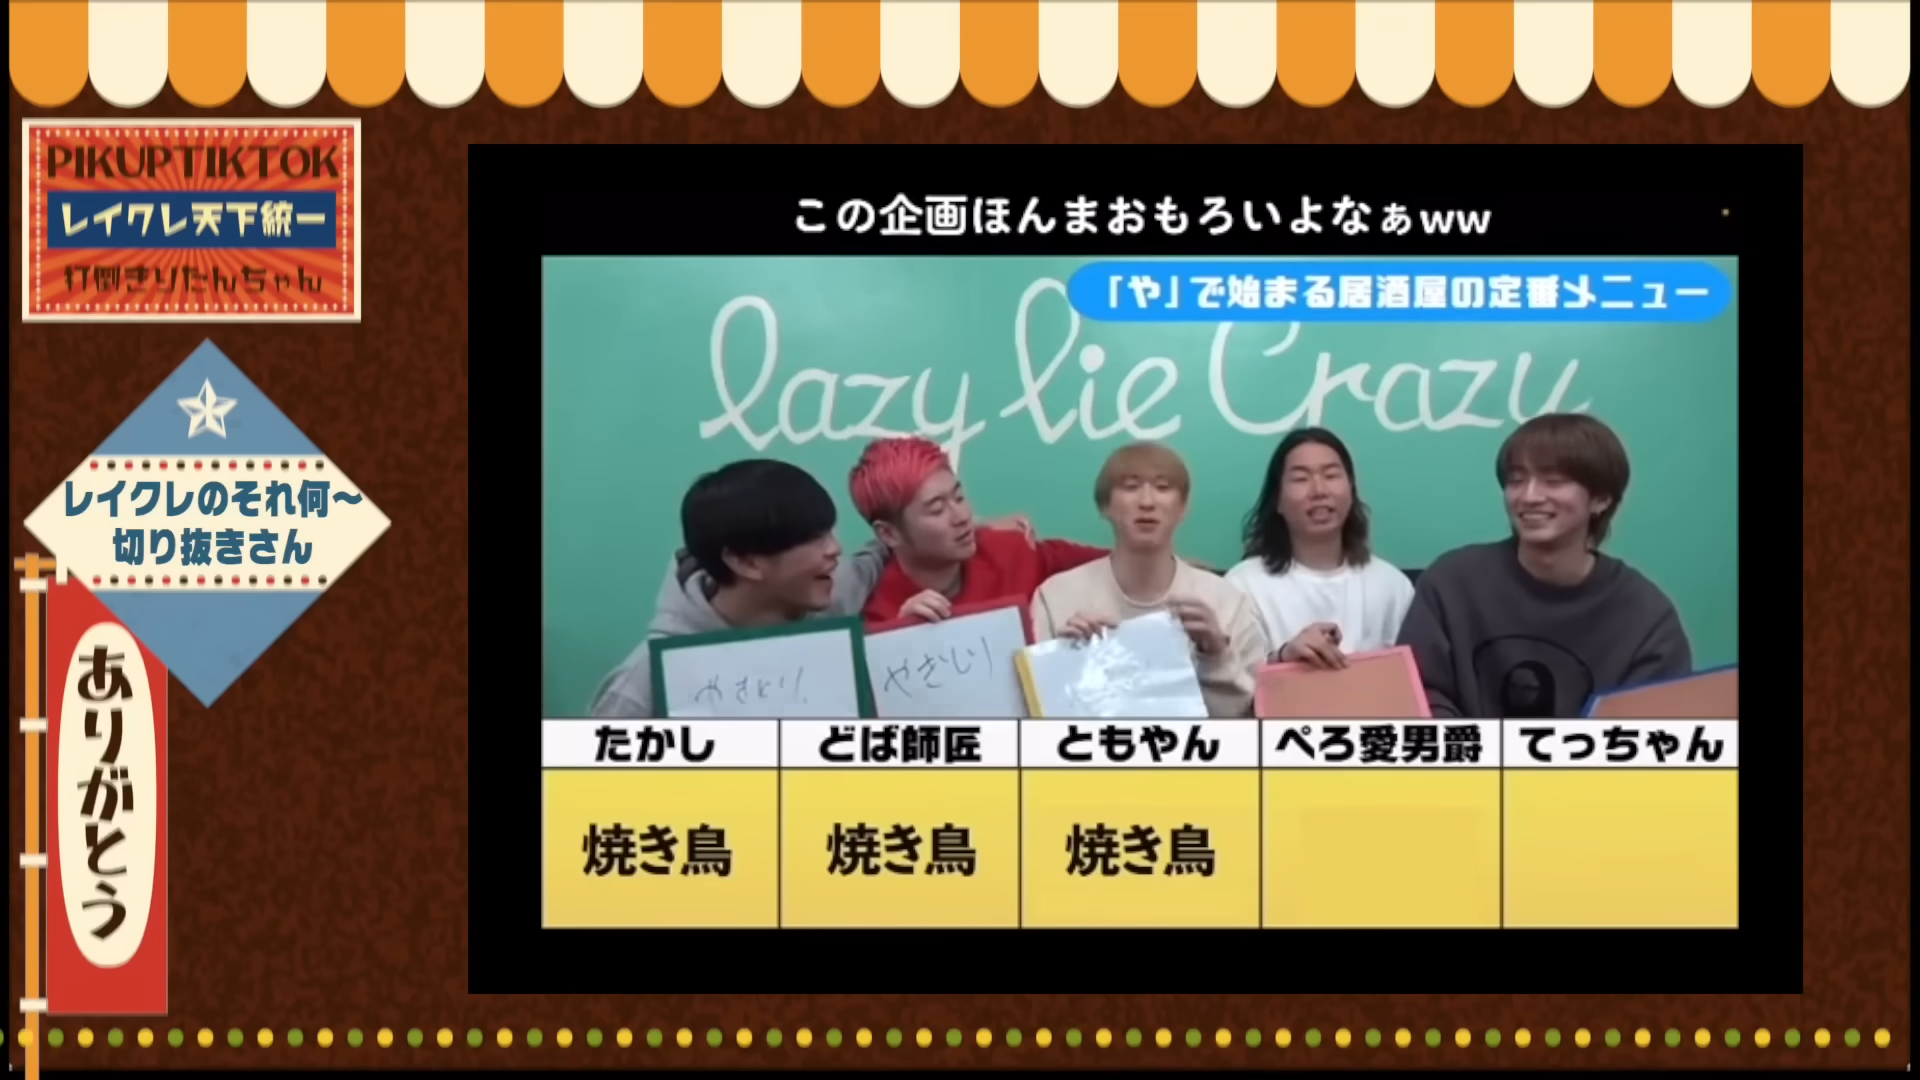 PIKUPTIKTOK
レイクレ天下統一
打倒きりたんちゃん
レイクレのそれ何～
切り抜きさん
ありがとう
この企画ほんまおもろいよなぁww
「や」で始まる居酒屋の定番メニュー
lazy lie Crazy
やきとり
やきとり
たかし
どば師匠
ともやん
ぺろ愛男爵
てっちゃん
焼き鳥
焼き鳥
焼き鳥